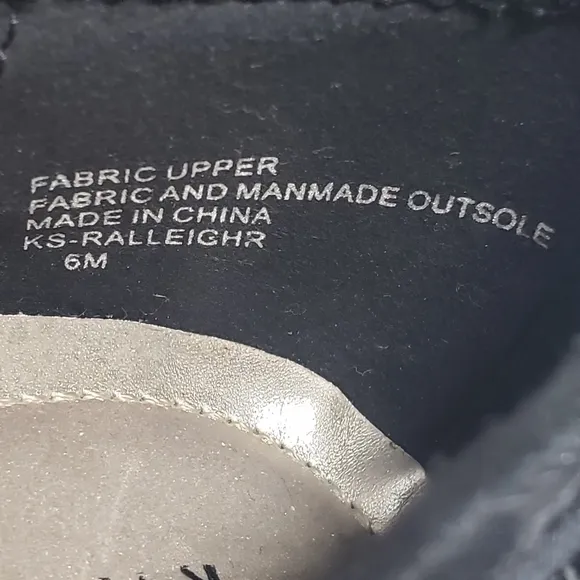 FABRIC UPPER
FABRIC AND MANMADE OUTSOLE
MADE IN CHINA
KS-RALLEIGHR
6M